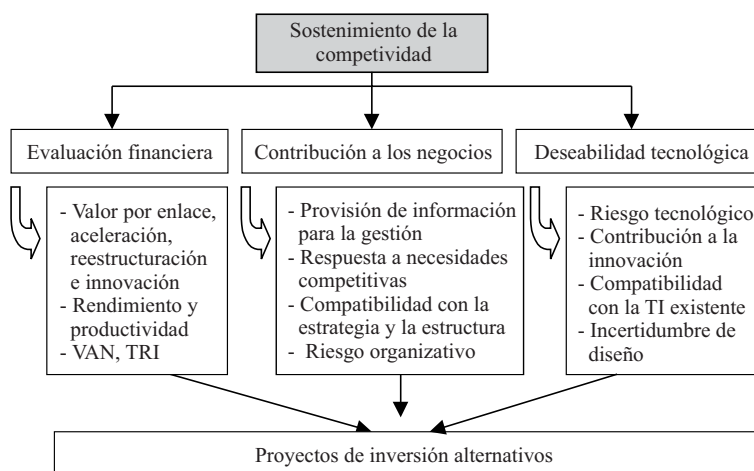 Sostenimiento de la
competividad
Evaluación financiera
Contribución a los negocios
Deseabilidad tecnológica
- Valor por enlace,
aceleración,
reestructuración
e innovación
- Rendimiento y
productividad
- VAN, TRI
- Provisión de información
para la gestión
- Respuesta a necesidades
competitivas
- Compatibilidad con la
estrategia y la estructura
- Riesgo organizativo
- Riesgo tecnológico
- Contribución a la
innovación
- Compatibilidad
con la TI existente
- Incertidumbre de
diseño
Proyectos de inversión alternativos